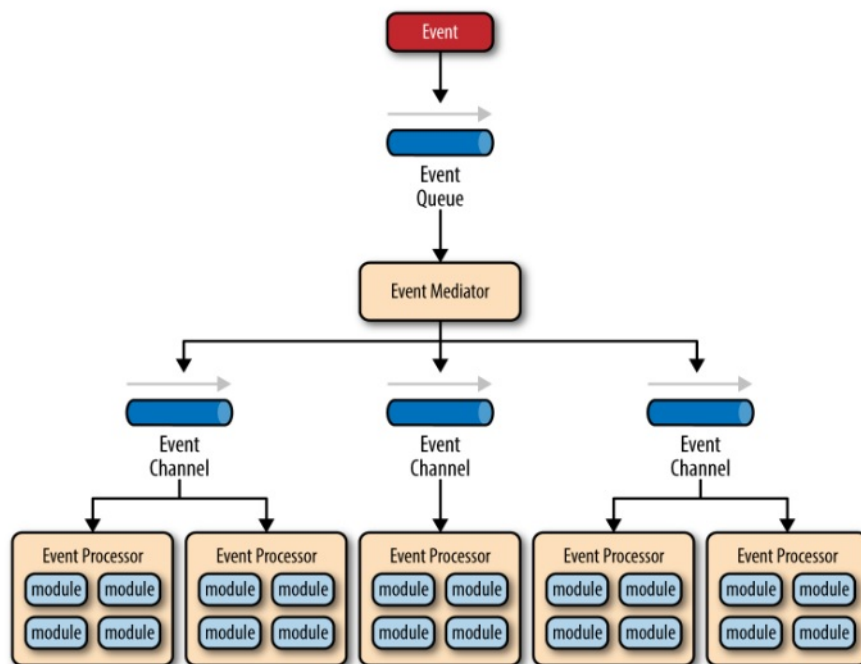 Event
Event
Queue
Event Mediator
Event
Channel
Event
Channel
Event
Channel
Event Processor
module module
module module
Event Processor
module module
module module
Event Processor
module module
module module
Event Processor
module module
module module
Event Processor
module module
module module